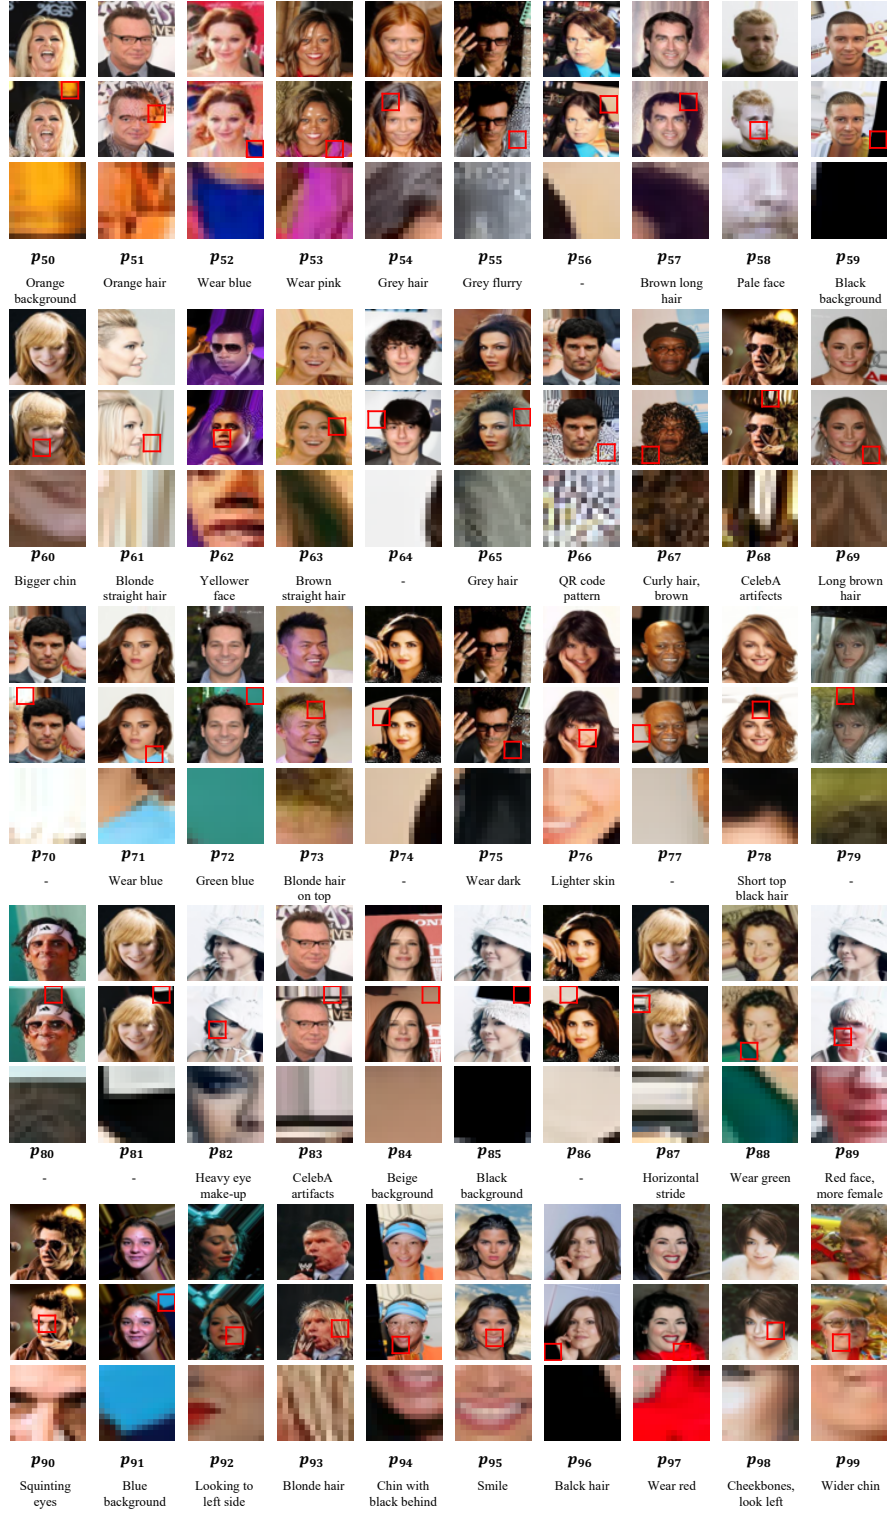 p50 p51 p52 p53 p54 p55 p56 p57 p58 p59
Orange Orange hair Wear blue Wear pink Grey hair Grey flurry - Brown long Pale face Black
background hair background
p60 p61 p62 p63 p64 p65 p66 p67 p68 p69
Bigger chin Blonde Yellower Brown - Grey hair QR code Curly hair, CelebA Long brown
straight hair face straight hair pattern brown artifects hair
p70 p71 p72 p73 p74 p75 p76 p77 p78 p79
- Wear blue Green blue Blonde hair - Wear dark Lighter skin - Short top -
on top black hair
p80 p81 p82 p83 p84 p85 p86 p87 p88 p89
- - Heavy eye CelebA Beige Black - Horizontal Wear green Red face,
make-up artifacts background background stride more female
p90 p91 p92 p93 p94 p95 p96 p97 p98 p99
Squinting Blue Looking to Blonde hair Chin with Smile Balck hair Wear red Cheekbones, Wider chin
eyes background left side black behind look left